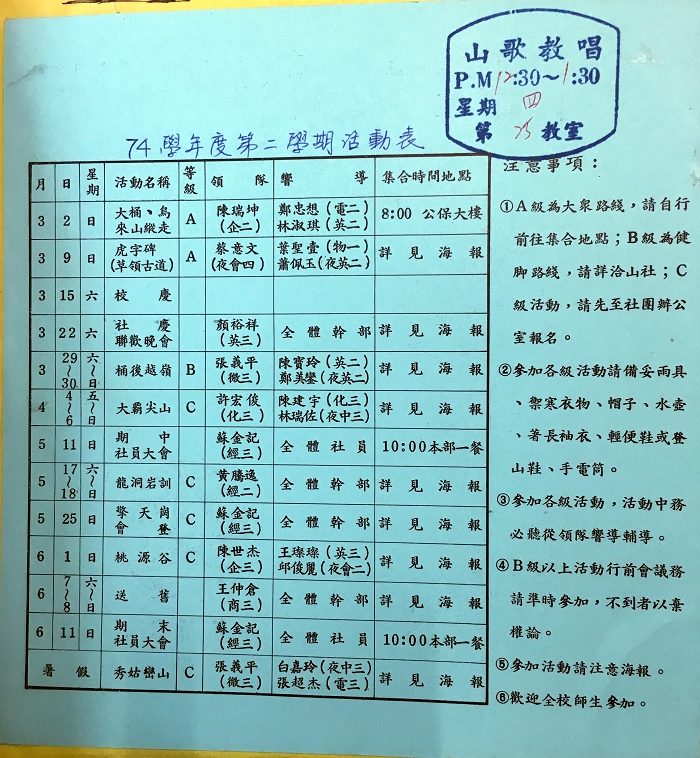 山歌教唱
P.M12:30~1:30
星期 四
第 25 教室
74學年度第二學期活動表
月 日 星期 活動名稱 等級 領隊 嚮導 集合時間地點
3 2 日 大桶、烏來山縱走 A 陳瑞坤(企二) 鄭忠想(電二) 林淑琪(英二) 8:00 公保大樓
3 9 日 虎字碑(草領古道) A 蔡意文(夜會四) 葉聖壹(物一) 蕭佩玉(夜英二) 詳見海報
3 15 六 校慶
3 22 六 社慶聯歡晚會 顏裕祥(英三) 全體幹部 詳見海報
3 29~30 六~日 桶後越嶺 B 張義平(微三) 陳寶玲(英二) 鄭美鑾(夜英二) 詳見海報
4 4~6 五~日 大霸尖山 C 許宏俊(化三) 陳建宇(化三) 林瑞佐(夜中三) 詳見海報
5 11 日 期中社員大會 蘇金記(經三) 全體社員 10:00本部一餐
5 17~18 六~日 龍洞岩訓 C 黃騰逸(經二) 全體幹部 詳見海報
5 25 日 擎天崗會登 C 蘇金記(經三) 全體幹部 詳見海報
6 1 日 桃源谷 C 陳世杰(企三) 王璨璨(英三) 邱俊麗(夜會二) 詳見海報
6 7~8 六~日 送舊 王仲倉(商三) 全體幹部 詳見海報
6 11 日 期末社員大會 蘇金記(經三) 全體社員 10:00本部一餐
暑假 秀姑巒山 C 張義平(微三) 白嘉玲(夜中三) 張超杰(電三) 詳見海報
注意事項:
①A級為大眾路綫,請自行
前往集合地點;B級為健
脚路綫,請詳洽山社;C
級活動,請先至社團辦公
室報名。
②參加各級活動請備妥雨具
、禦寒衣物、帽子、水壺
、著長袖衣、輕便鞋或登
山鞋、手電筒。
③參加各級活動,活動中務
必聽從領隊嚮導輔導。
④B級以上活動行前會議務
請準時參加,不到者以棄
權論。
⑤參加活動請注意海報。
⑥歡迎全校師生參加。